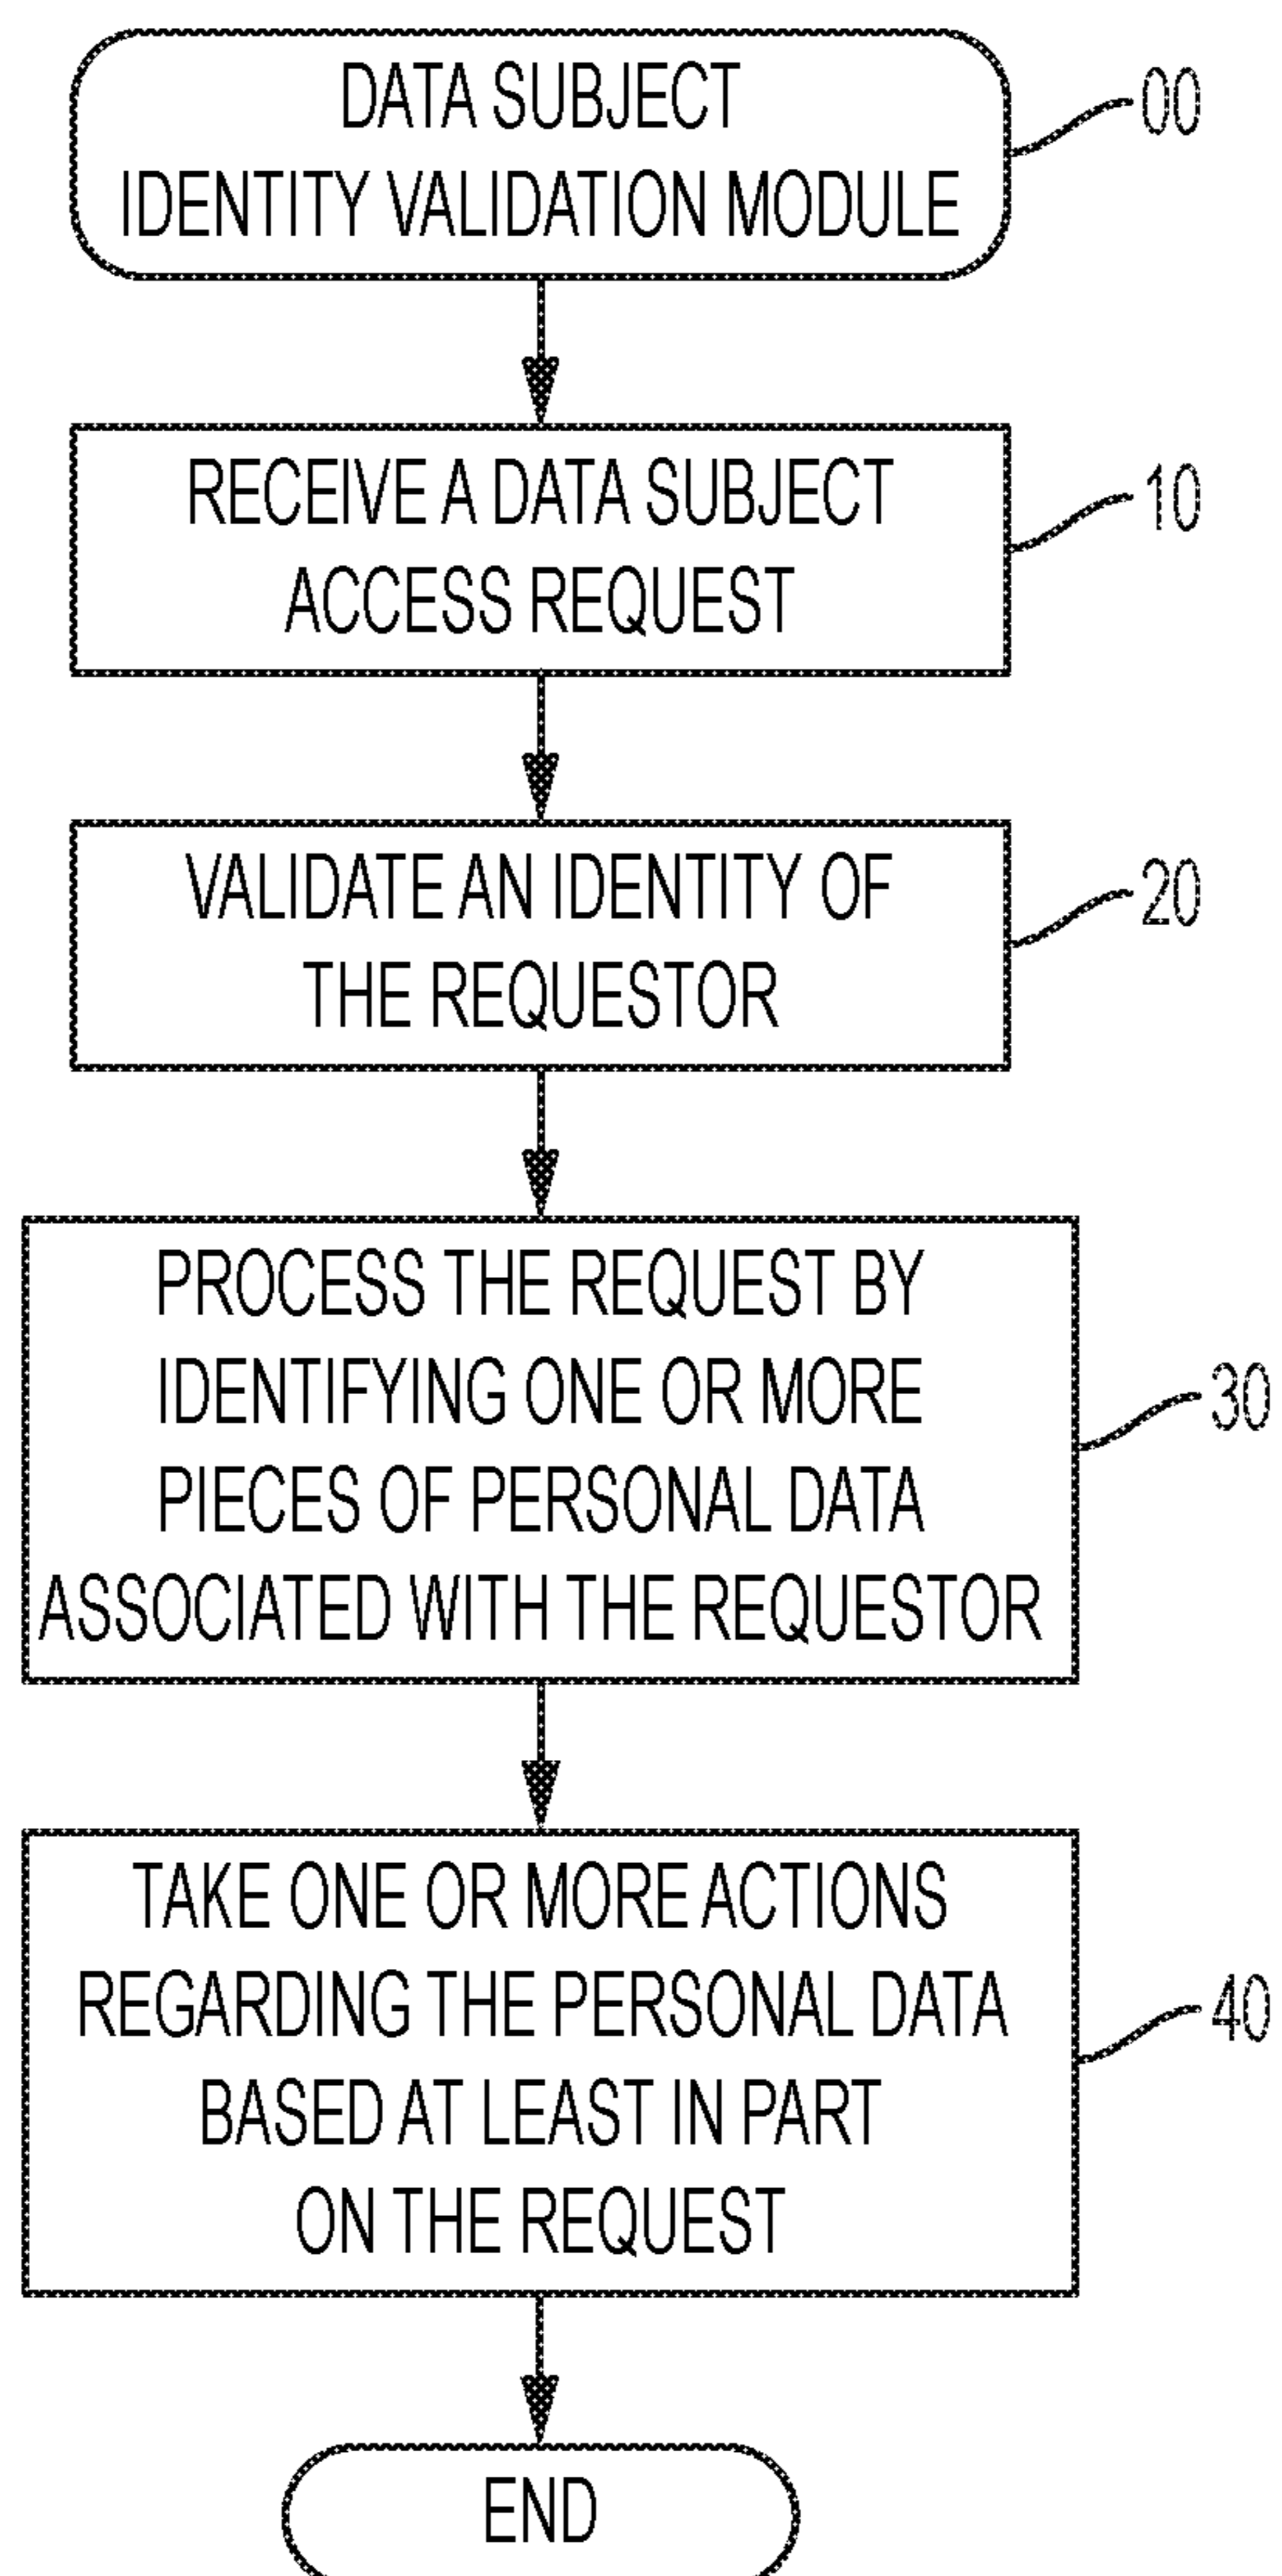 DATA SUBJECT
IDENTITY VALIDATION MODULE
00
RECEIVE A DATA SUBJECT
ACCESS REQUEST
10
VALIDATE AN IDENTITY OF
THE REQUESTOR
20
PROCESS THE REQUEST BY
IDENTIFYING ONE OR MORE
PIECES OF PERSONAL DATA
ASSOCIATED WITH THE REQUESTOR
30
TAKE ONE OR MORE ACTIONS
REGARDING THE PERSONAL DATA
BASED AT LEAST IN PART
ON THE REQUEST
40
END